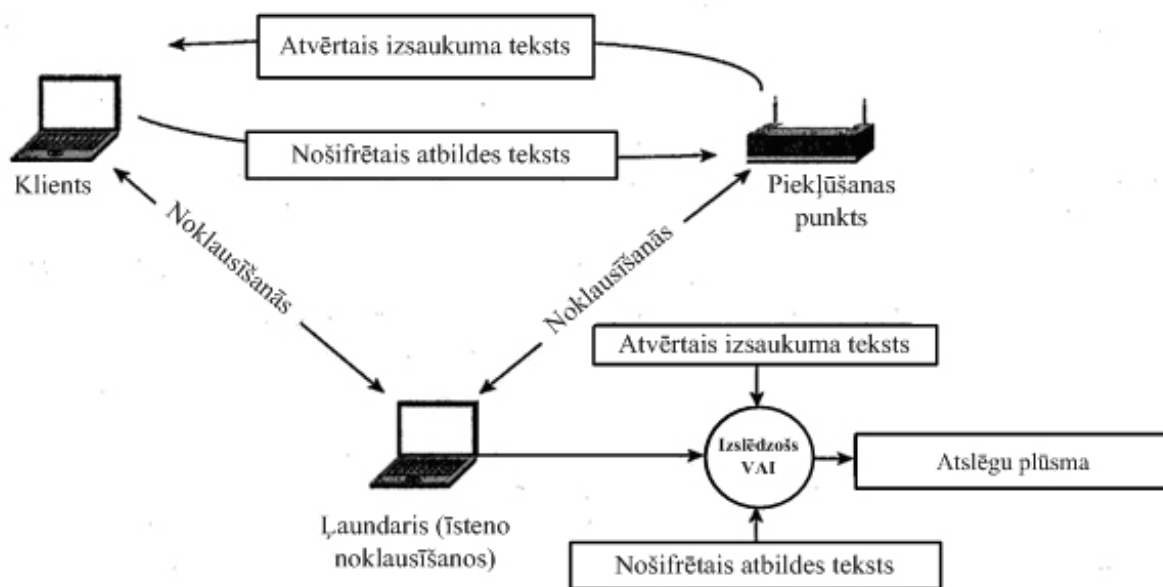 Atvērtais izsaukuma teksts
Nošifrētais atbildes teksts
Klients
Piekļūšanas
punkts
Noklausīšanās
Noklausīšanās
Atvērtais izsaukuma teksts
Izslēdzošs
VAI
Atslēgu plūsma
Ļaundaris (īsteno
noklausīšanos)
Nošifrētais atbildes teksts